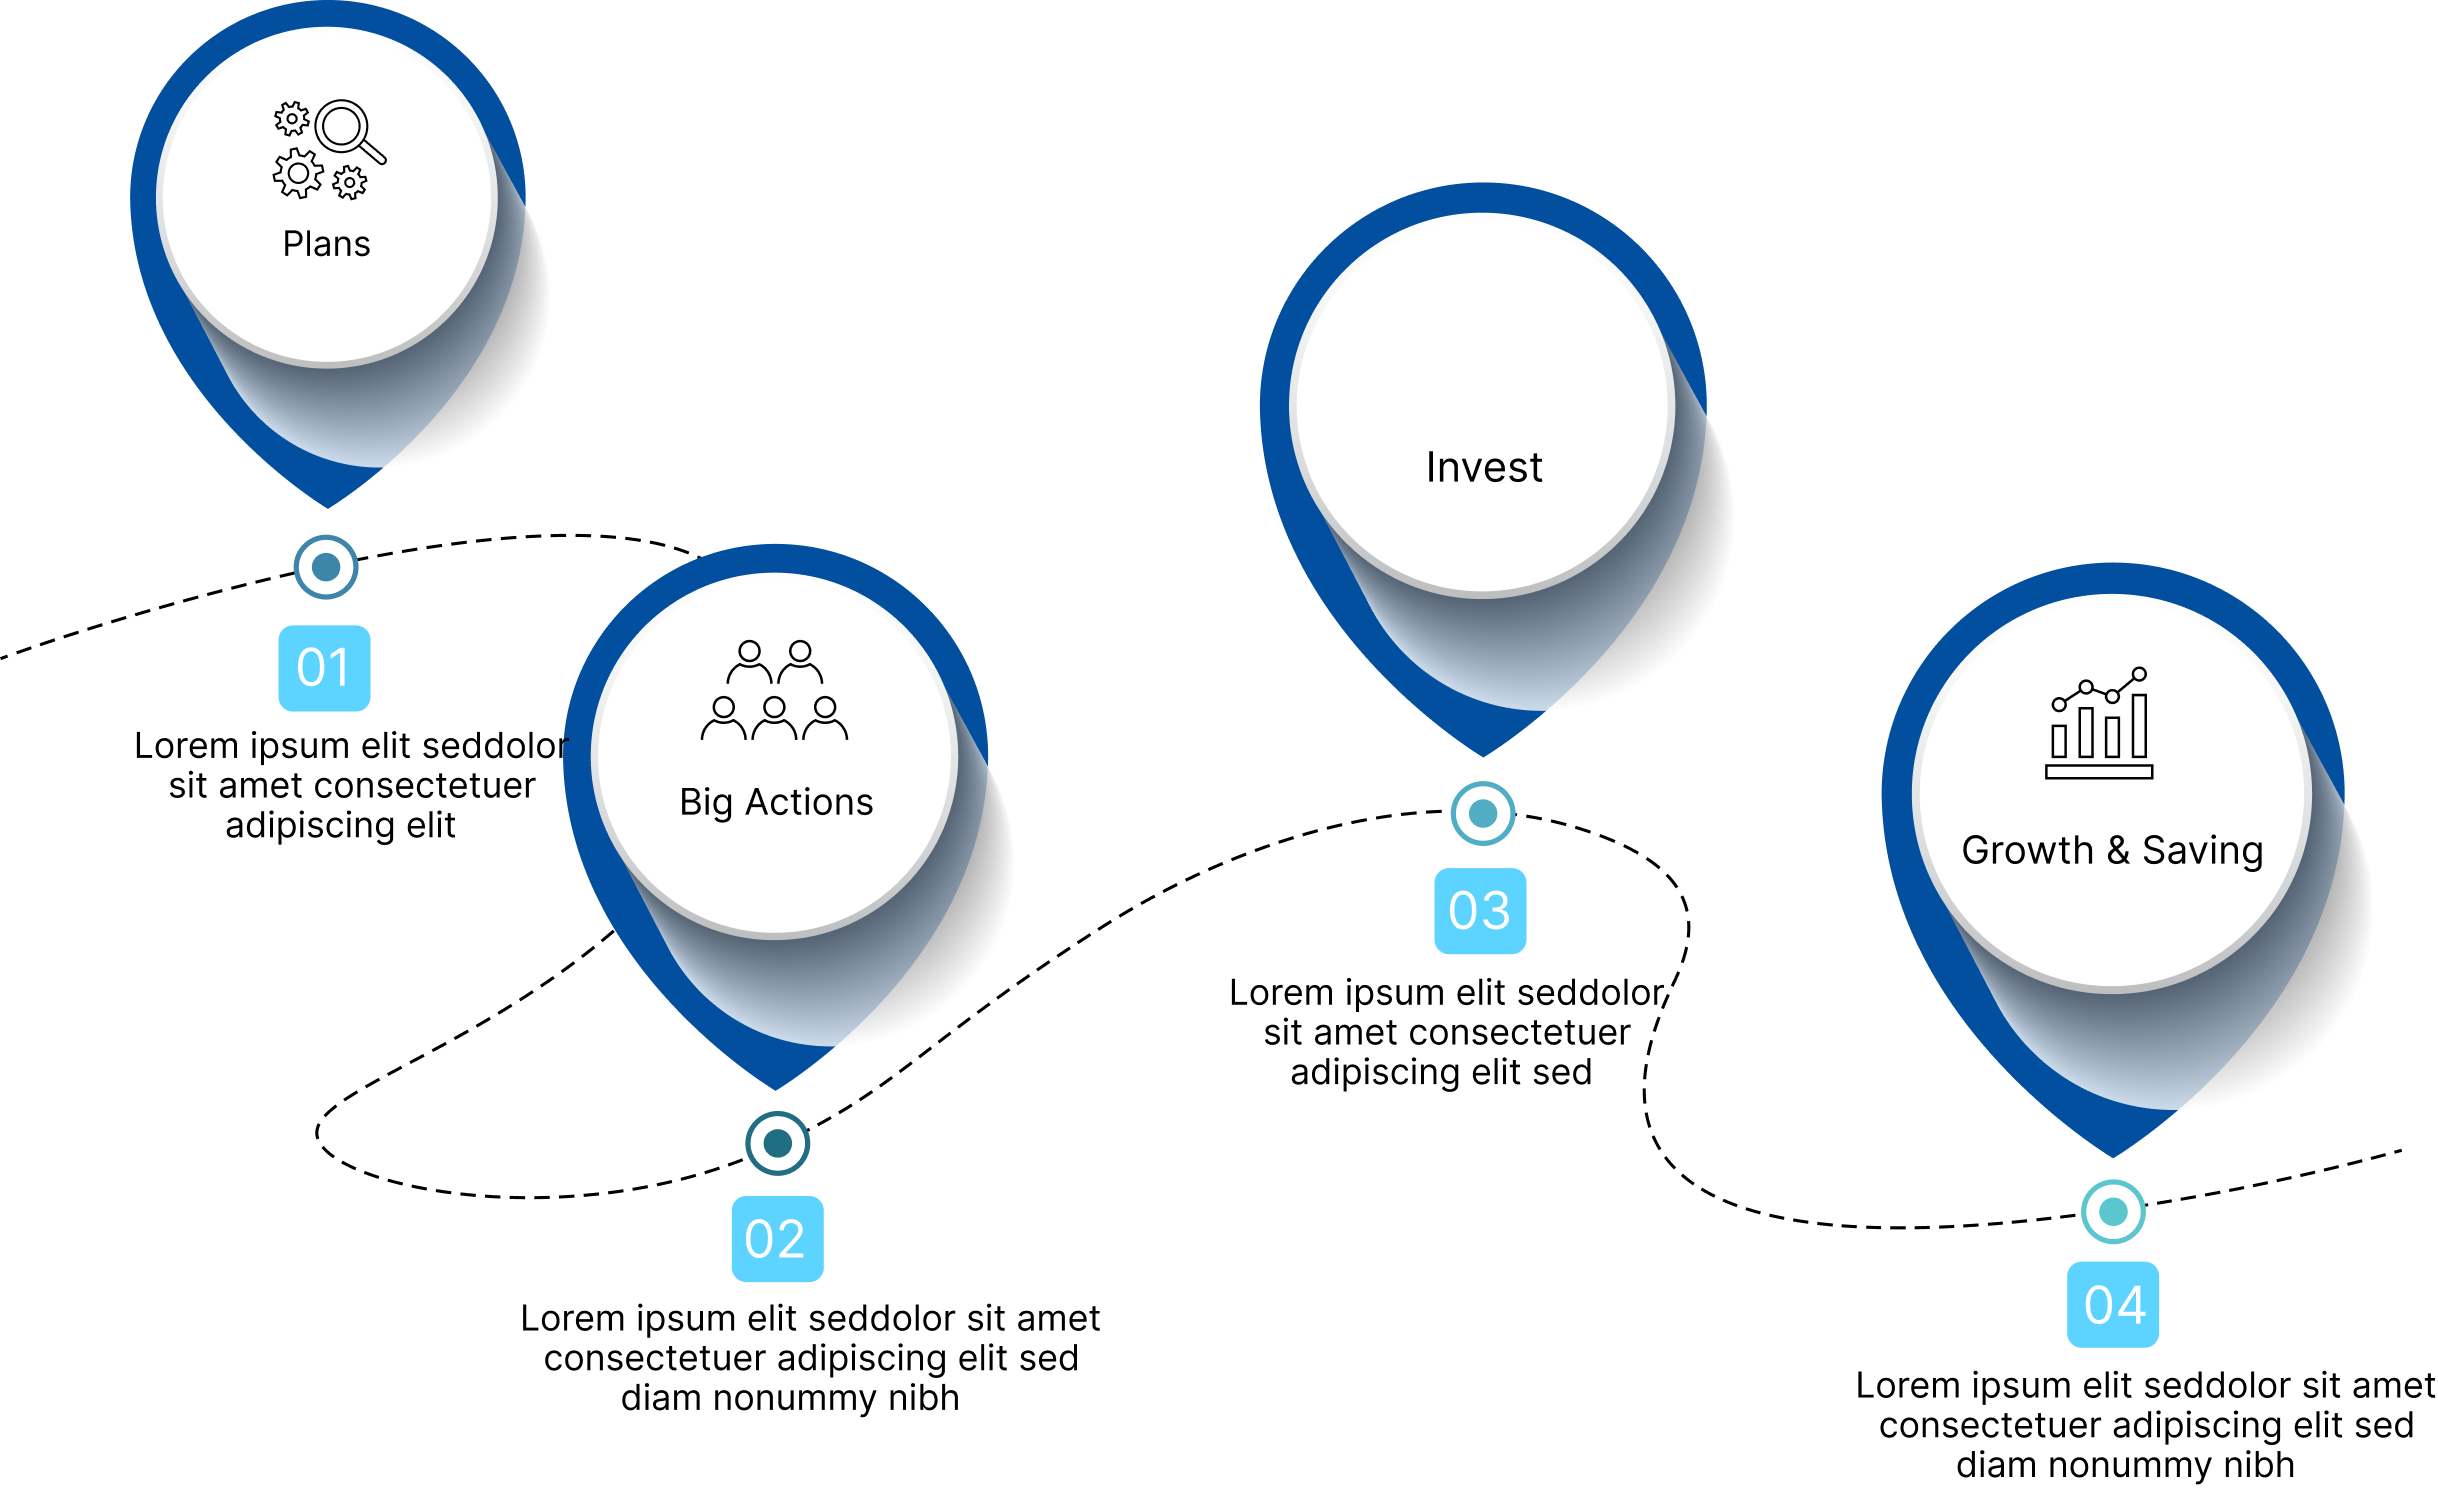 Plans
01
Lorem ipsum elit seddolor
sit amet consectetuer
adipiscing elit
Big Actions
02
Lorem ipsum elit seddolor sit amet
consectetuer adipiscing elit sed
diam nonummy nibh
Invest
03
Lorem ipsum elit seddolor
sit amet consectetuer
adipiscing elit sed
Growth & Saving
04
Lorem ipsum elit seddolor sit amet
consectetuer adipiscing elit sed
diam nonummy nibh